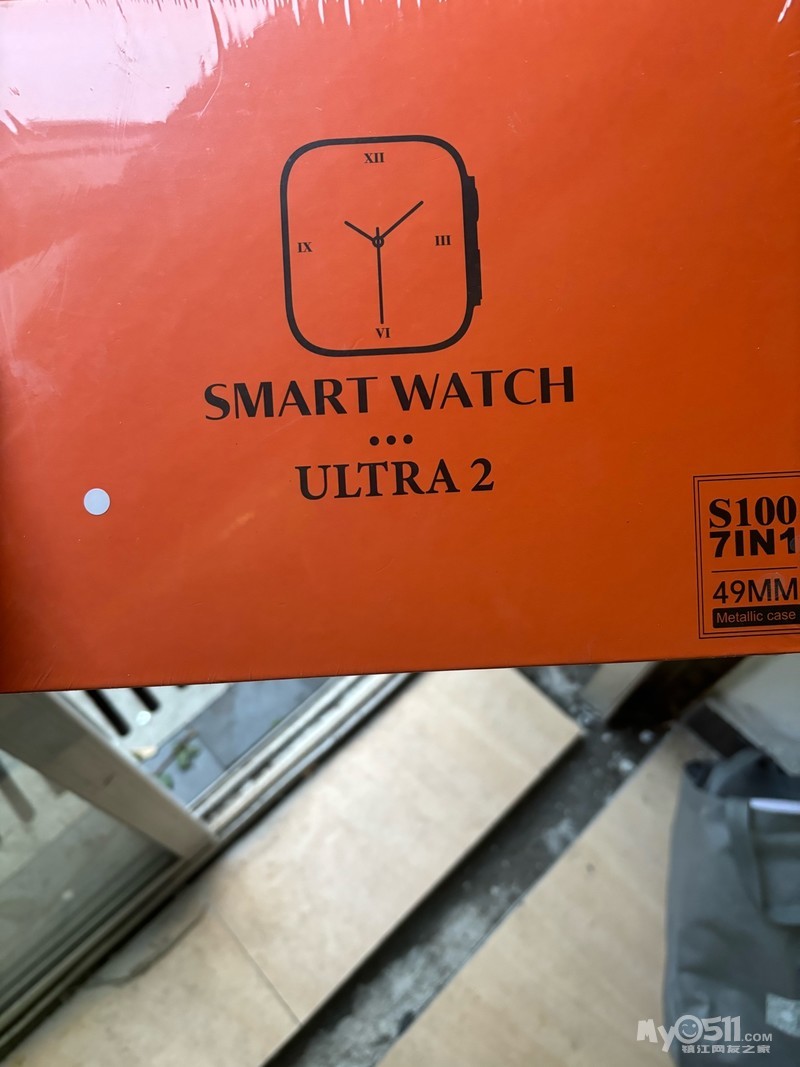 XII
IX
III
VI
SMART WATCH
•••
ULTRA 2
S100
7IN1
49MM
Metallic case
MyO511.COM
镇江网友之家